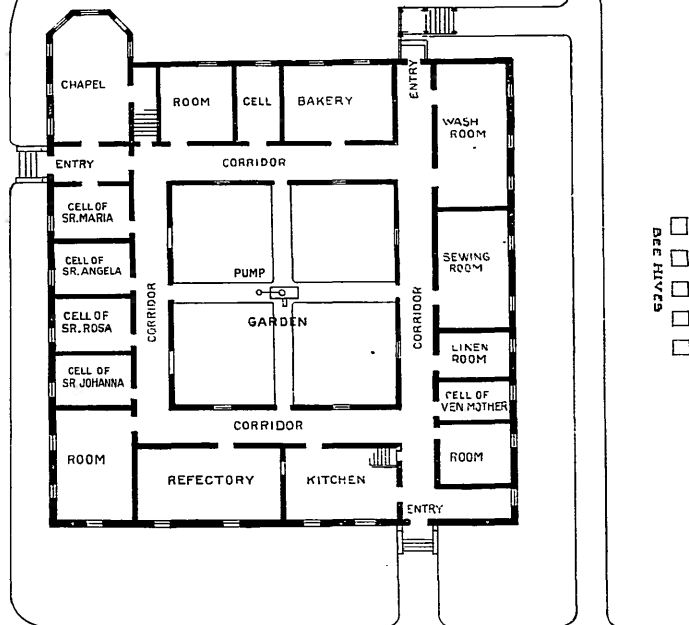 CHAPEL
ROOM
CELL
BAKERY
ENTRY
WASH
ROOM
ENTRY
CORRIDOR
CELL OF
SR. MARIA
CELL OF
SR. ANGELA
CELL OF
SR. ROSA
CELL OF
SR JOHANNA
CORRIDOR
PUMP
GARDEN
CORRIDOR
SEWING
ROOM
LINEN
ROOM
CELL OF
VEN MOTHER
ROOM
CORRIDOR
ROOM
REFECTORY
KITCHEN
ENTRY
BEE HIVES